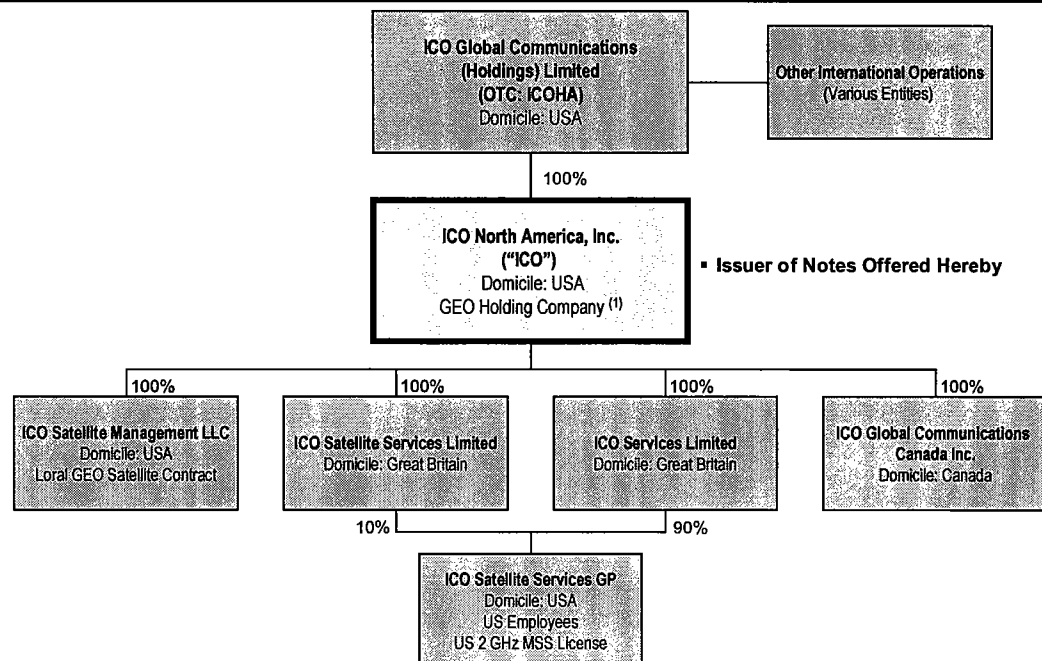 ICO Global Communications
(Holdings) Limited
(OTC: ICOHA)
Domicile: USA
Other International Operations
(Various Entities)
100%
ICO North America, Inc.
(“ICO”)
Domicile: USA
GEO Holding Company (1)
▪ Issuer of Notes Offered Hereby
100%
100%
100%
100%
ICO Satellite Management LLC
Domicile: USA
Loral GEO Satellite Contract
ICO Satellite Services Limited
Domicile: Great Britain
ICO Services Limited
Domicile: Great Britain
ICO Global Communications
Canada Inc.
Domicile: Canada
10%
90%
ICO Satellite Services GP
Domicile: USA
US Employees
US 2 GHz MSS License